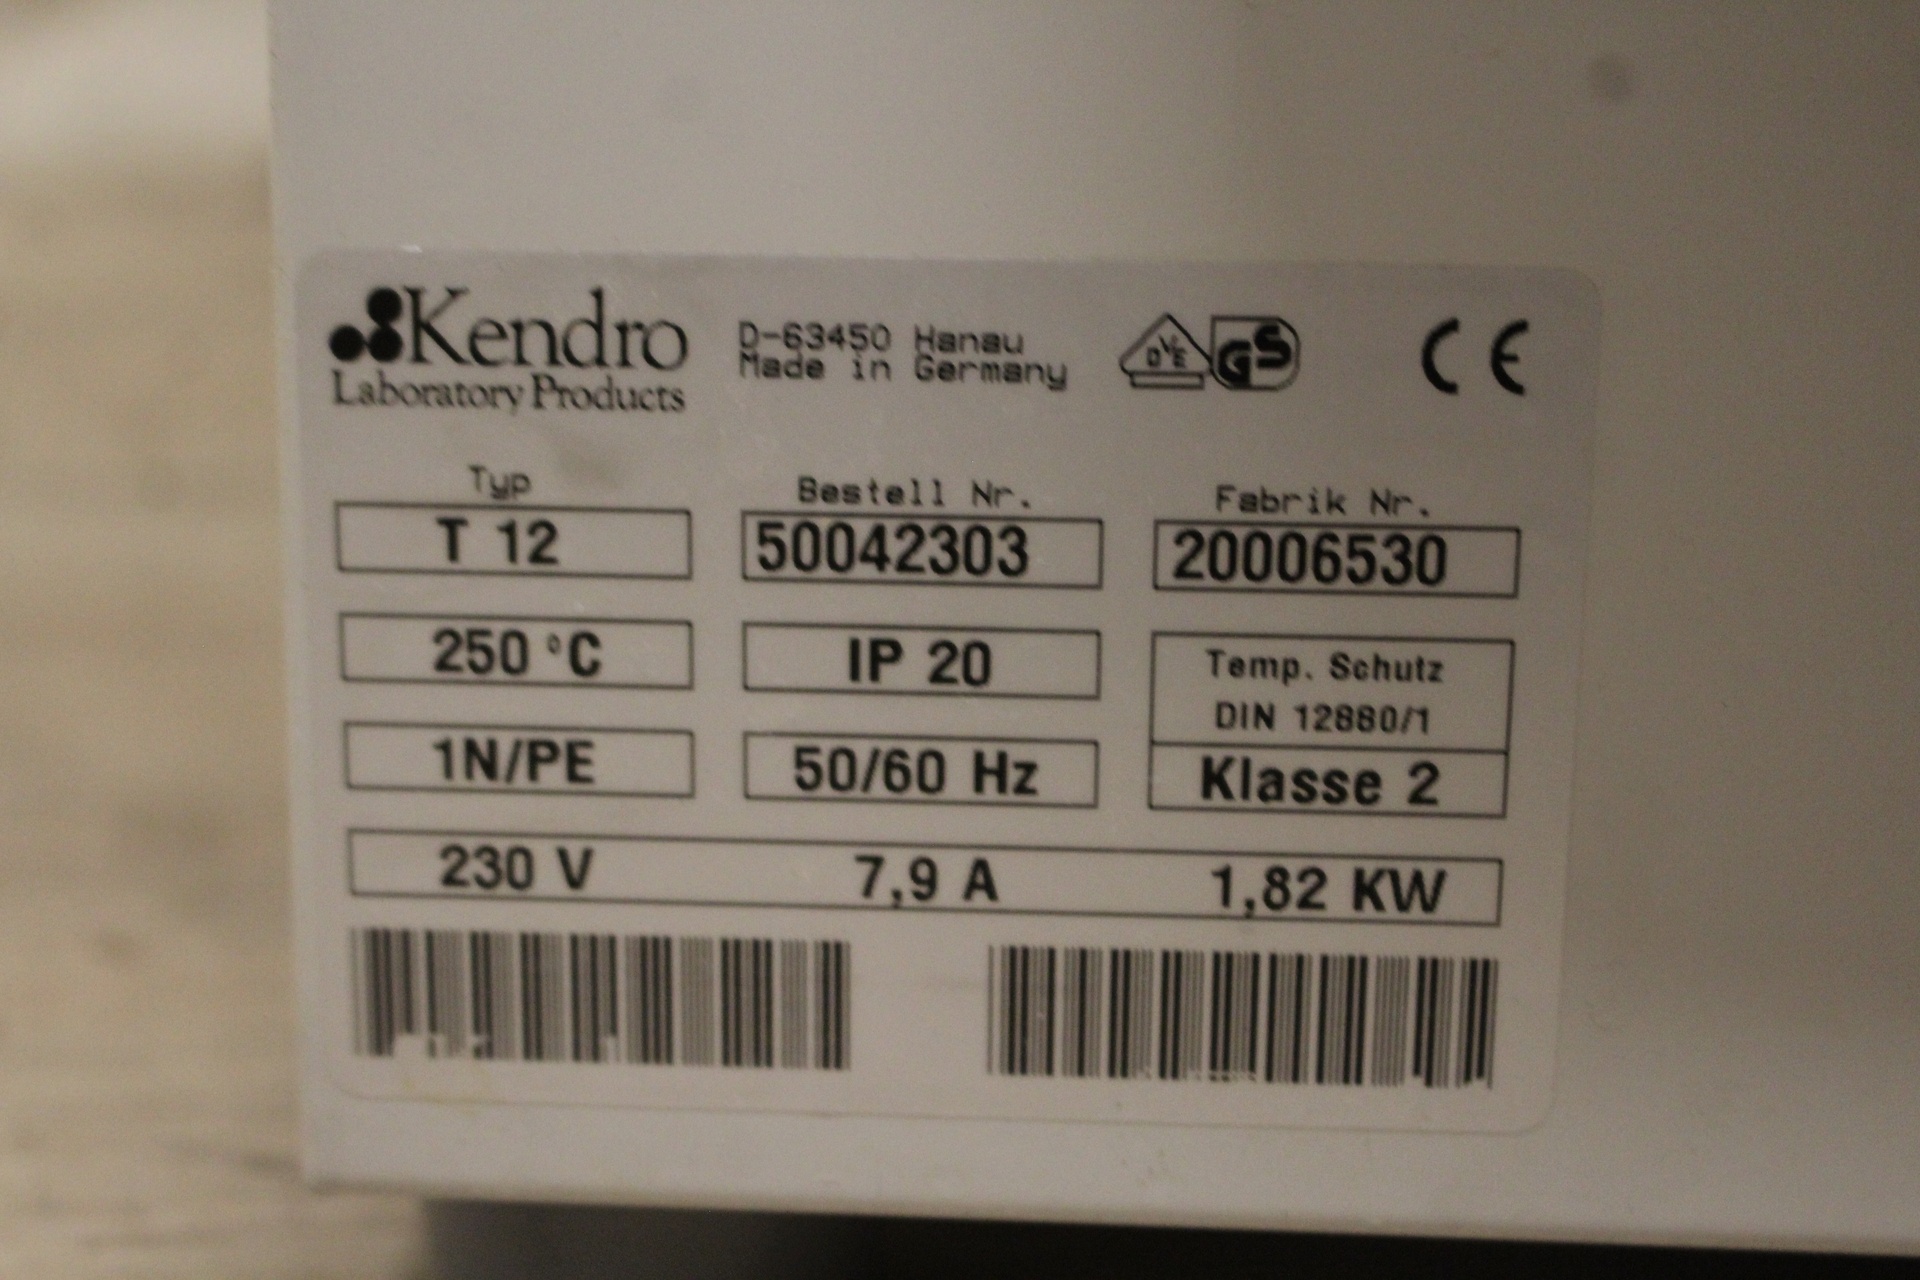 Kendro
Laboratory Products
D-63450 Hanau
Made in Germany
DVE
GS
CE
Typ
Bestell Nr.
Fabrik Nr.
T 12
50042303
20006530
250 °C
IP 20
Temp. Schutz
DIN 12880/1
1N/PE
50/60 Hz
Klasse 2
230 V 7,9 A 1,82 KW